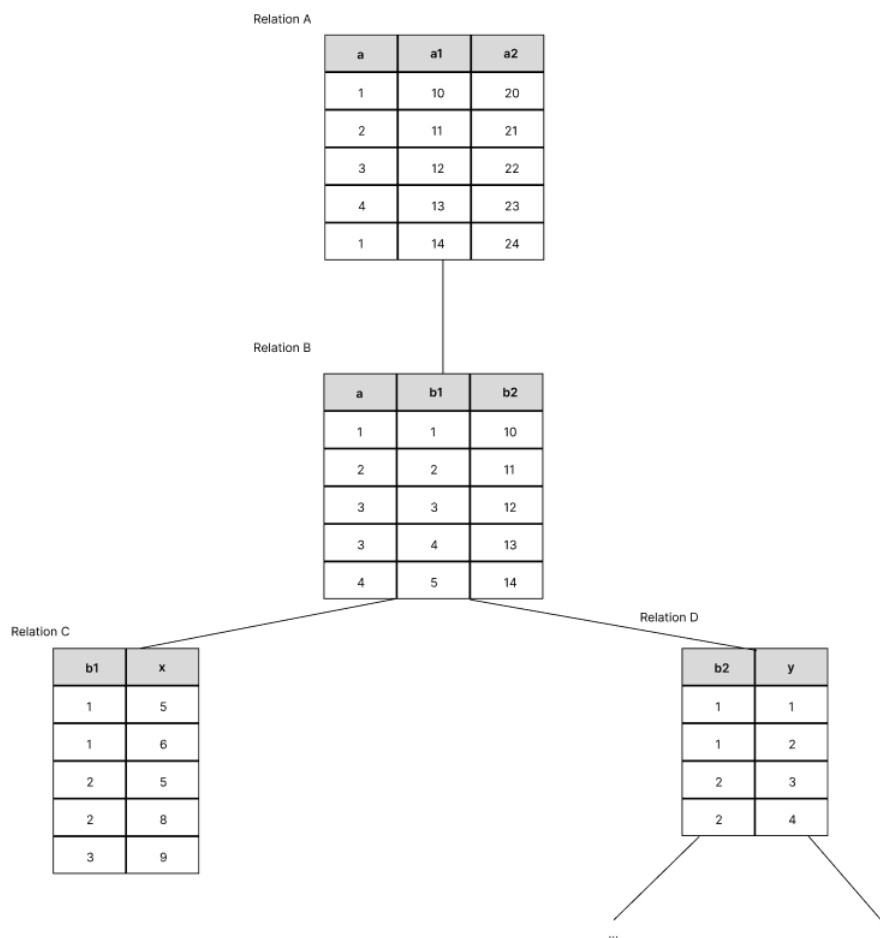 Relation A
a a1 a2
1 10 20
2 11 21
3 12 22
4 13 23
1 14 24
Relation B
a b1 b2
1 1 10
2 2 11
3 3 12
3 4 13
4 5 14
Relation C
b1 x
1 5
1 6
2 5
2 8
3 9
Relation D
b2 y
1 1
1 2
2 3
2 4
...